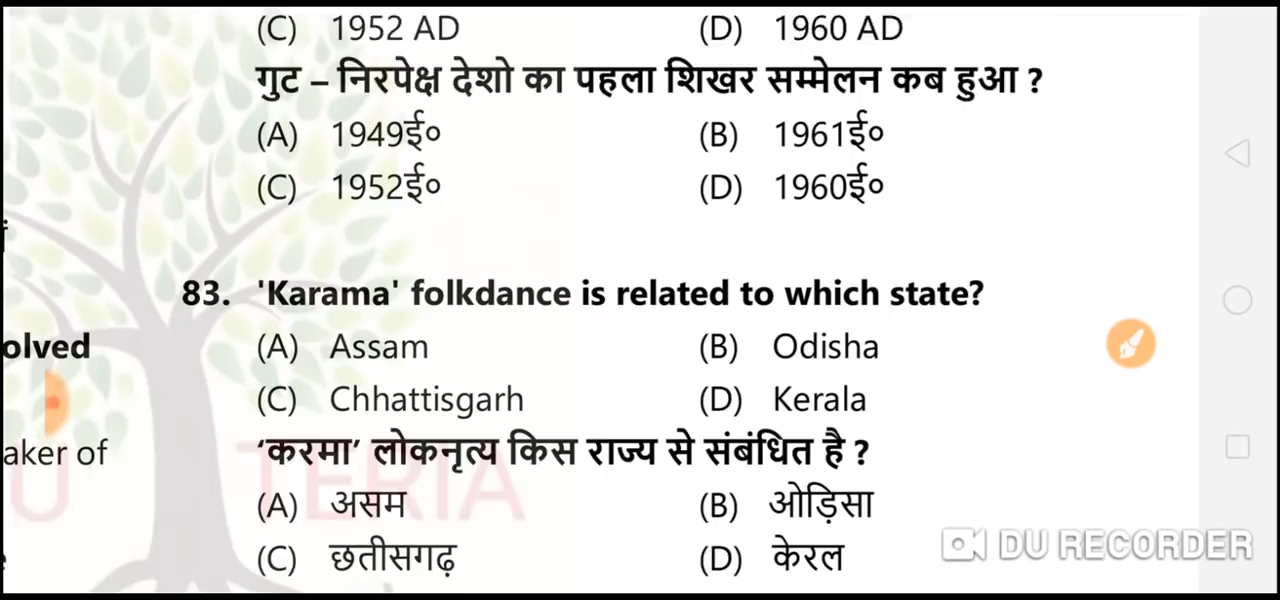 (C) 1952 AD (D) 1960 AD
गुट – निरपेक्ष देशो का पहला शिखर सम्मेलन कब हुआ ?
(A) 1949ई० (B) 1961ई०
(C) 1952ई० (D) 1960ई०
83. 'Karama' folkdance is related to which state?
olved (A) Assam (B) Odisha
(C) Chhattisgarh (D) Kerala
aker of ‘करमा’ लोकनृत्य किस राज्य से संबंधित है ?
(A) असम (B) ओड़िसा
(C) छतीसगढ़ (D) केरल
U TERIA
DU RECORDER